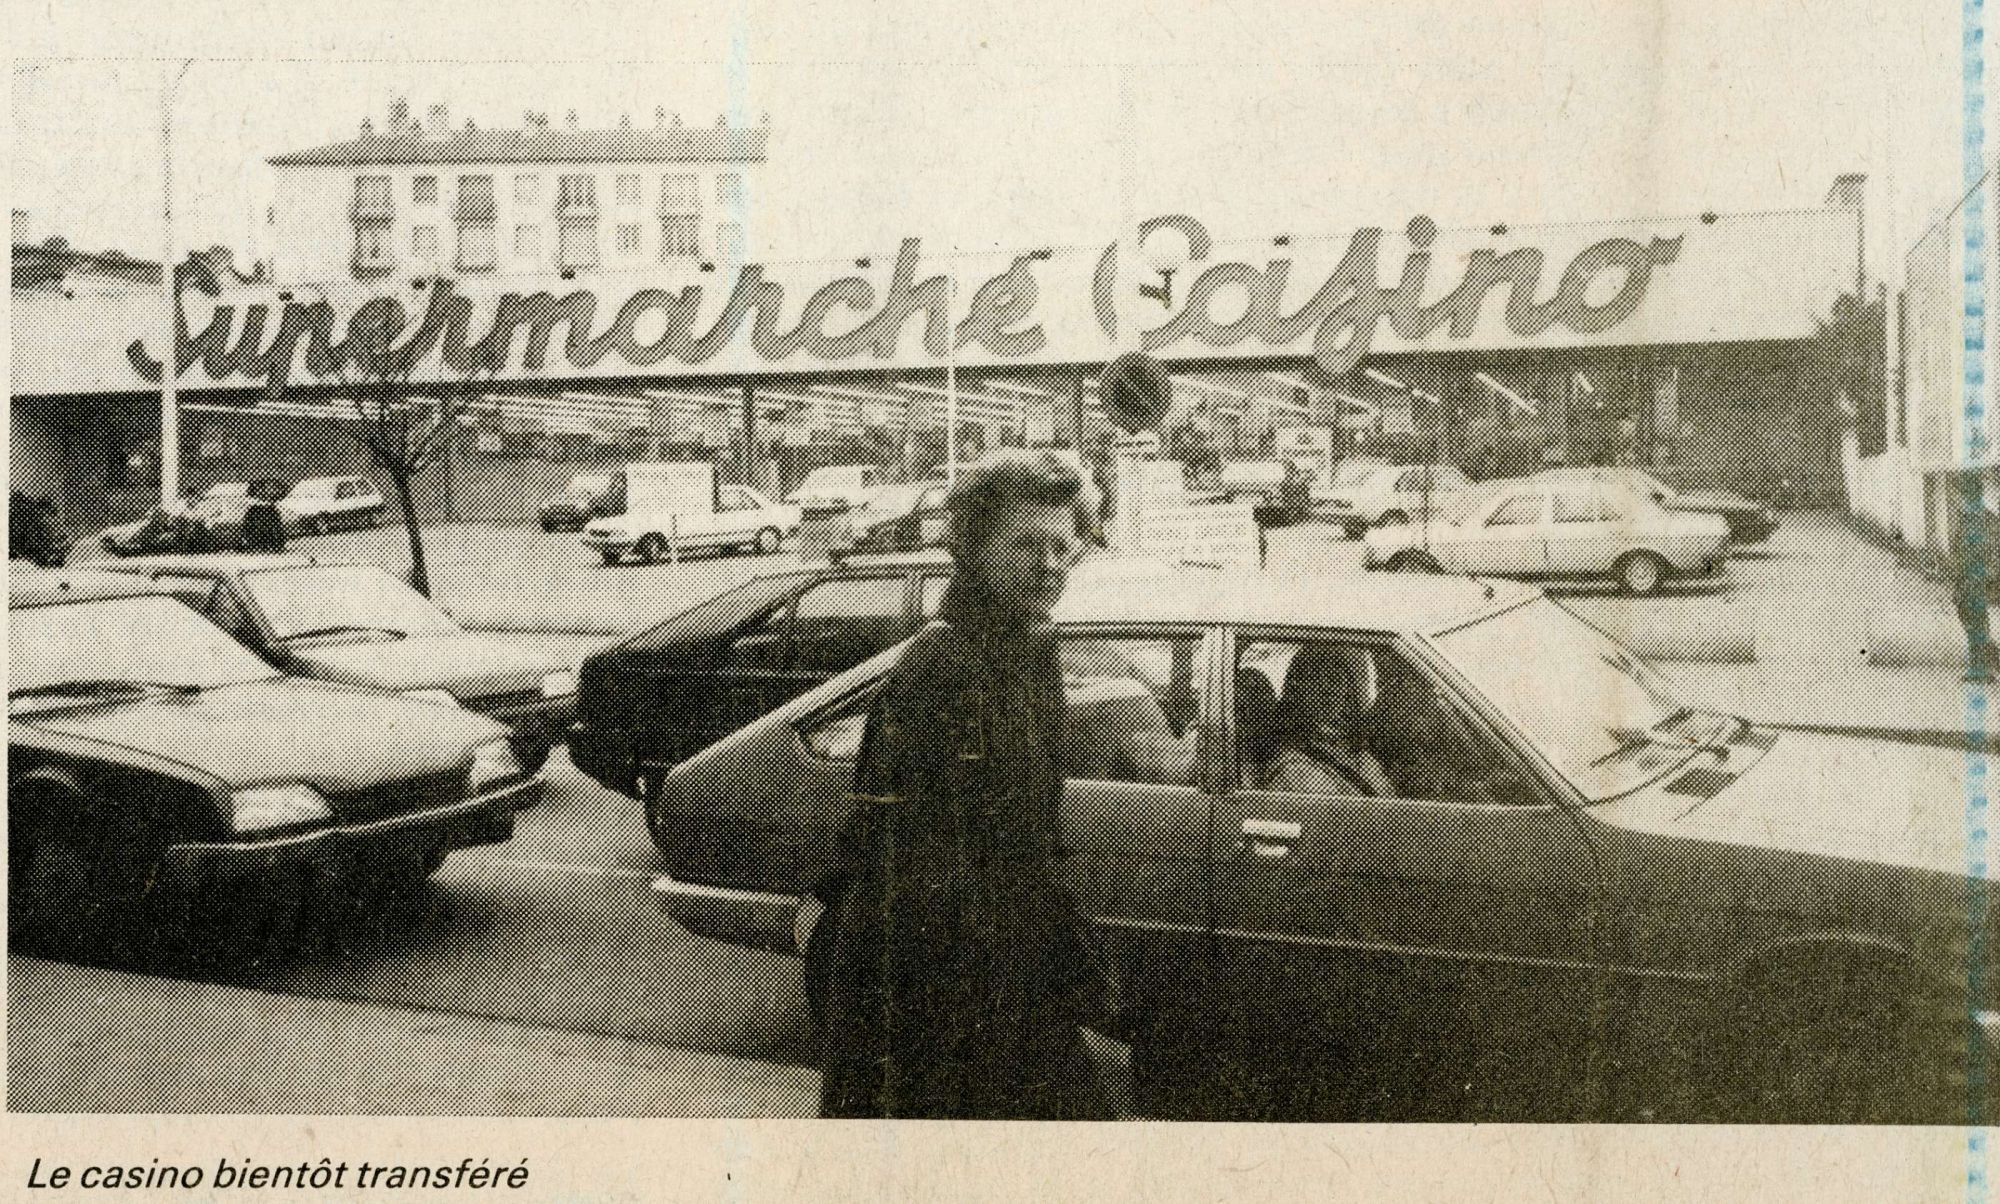 Supermarché Casino
Le casino bientôt transféré